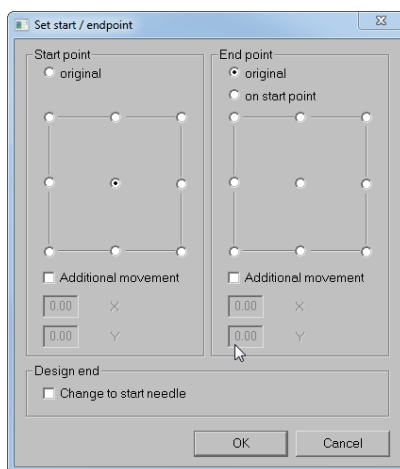 Set start / endpoint
Start point
original
Additional movement
0.00 X
0.00 Y
End point
original
on start point
Additional movement
0.00 X
0.00 Y
Design end
Change to start needle
OK Cancel